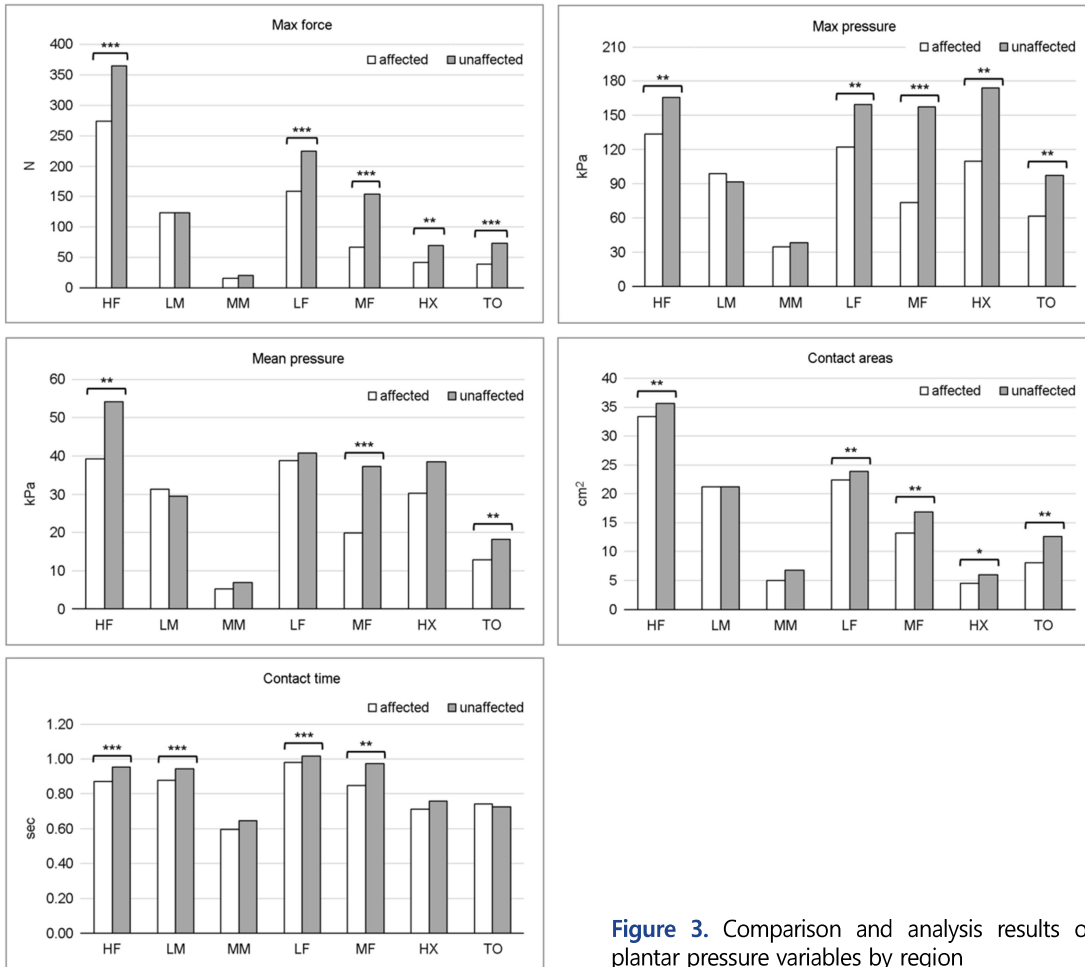 Max force
affected unaffected
N
400
350
300
250
200
150
100
50
0
***
***
***
**
***
HF LM MM LF MF HX TO
Max pressure
affected unaffected
kPa
210
180
150
120
90
60
30
0
**
**
***
**
**
HF LM MM LF MF HX TO
Mean pressure
affected unaffected
kPa
60
50
40
30
20
10
0
**
***
**
HF LM MM LF MF HX TO
Contact areas
affected unaffected
cm²
40
35
30
25
20
15
10
5
0
**
**
**
*
**
HF LM MM LF MF HX TO
Contact time
affected unaffected
sec
1.20
1.00
0.80
0.60
0.40
0.20
0.00
***
***
***
**
HF LM MM LF MF HX TO
Figure 3. Comparison and analysis results
plantar pressure variables by region